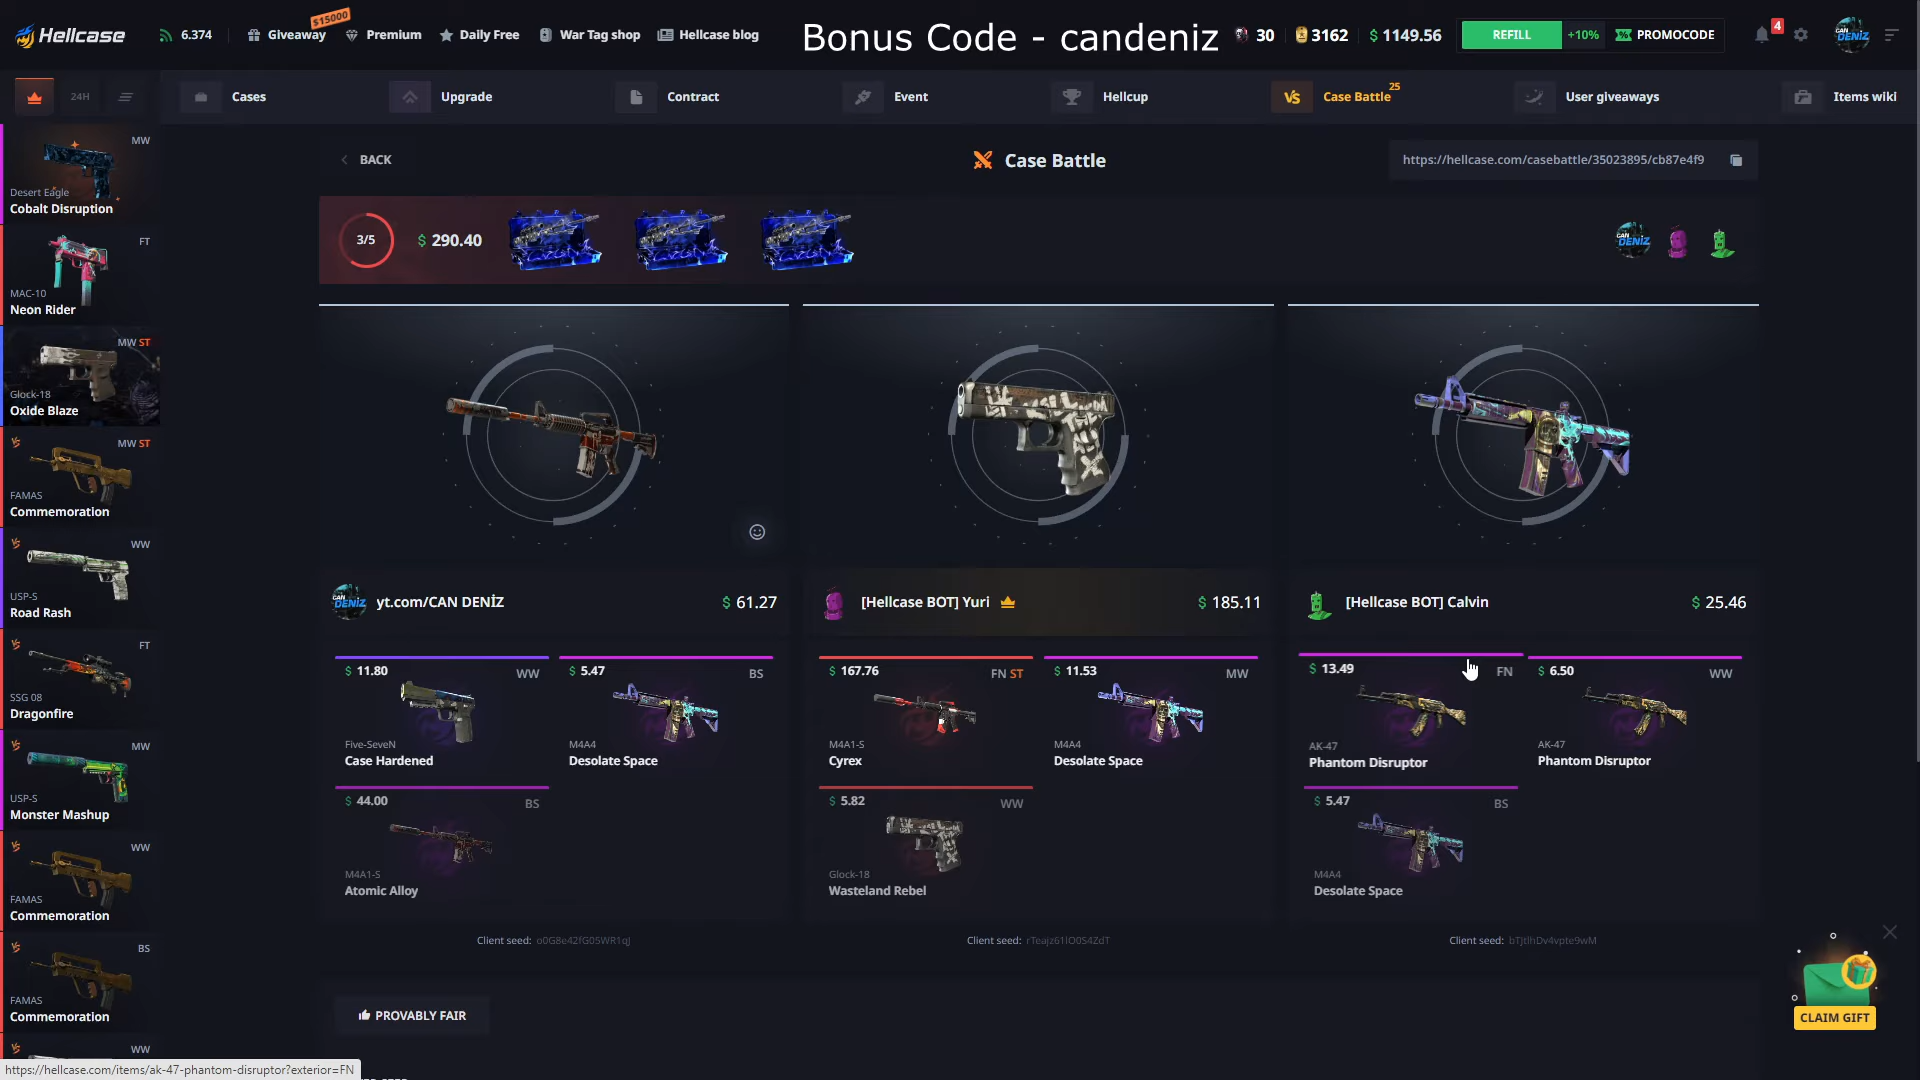 Hellcase
6.374
Giveaway
$15000
Premium
Daily Free
War Tag shop
Hellcase blog
Bonus Code - candeniz
30
3162
$ 1149.56
REFILL
+10%
PROMOCODE
4
CAN DENIZ
24H
Cases
Upgrade
Contract
Event
Hellcup
VS
Case Battle
25
User giveaways
Items wiki
MW
Desert Eagle
Cobalt Disruption
FT
MAC-10
Neon Rider
MW ST
Glock-18
Oxide Blaze
MW ST
FAMAS
Commemoration
WW
USP-S
Road Rash
FT
SSG 08
Dragonfire
MW
USP-S
Monster Mashup
WW
FAMAS
Commemoration
BS
FAMAS
Commemoration
WW
BACK
Case Battle
https://hellcase.com/casebattle/35023895/cb87e4f9
3/5
$ 290.40
CAN DENIZ
CAN DENIZ
yt.com/CAN DENİZ
$ 61.27
[Hellcase BOT] Yuri
$ 185.11
[Hellcase BOT] Calvin
$ 25.46
$ 11.80
WW
Five-SeveN
Case Hardened
$ 5.47
BS
M4A4
Desolate Space
$ 44.00
BS
M4A1-S
Atomic Alloy
$ 167.76
FN ST
M4A1-S
Cyrex
$ 11.53
MW
M4A4
Desolate Space
$ 5.82
WW
Glock-18
Wasteland Rebel
$ 13.49
FN
AK-47
Phantom Disruptor
$ 6.50
WW
AK-47
Phantom Disruptor
$ 5.47
BS
M4A4
Desolate Space
Client seed:
Client seed:
Client seed:
PROVABLY FAIR
CLAIM GIFT
https://hellcase.com/items/ak-47-phantom-disruptor?exterior=FN